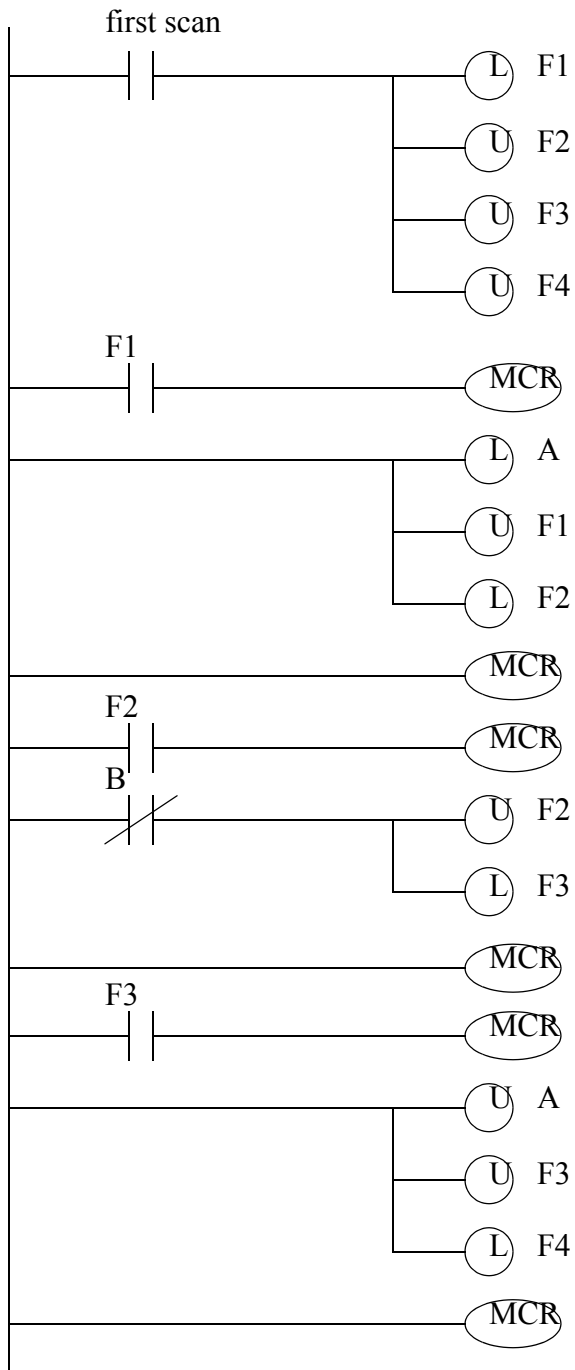 first scan
L F1
U F2
U F3
U F4
F1
MCR
L A
U F1
L F2
MCR
F2
MCR
B
U F2
L F3
MCR
F3
MCR
U A
U F3
L F4
MCR